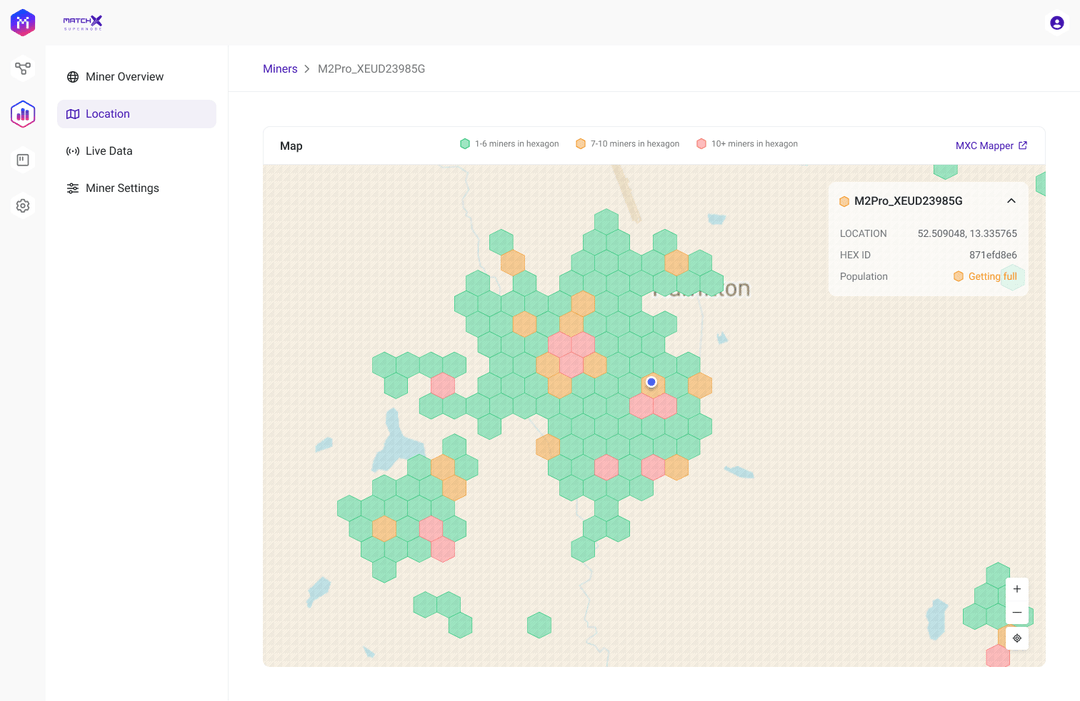 MATCHX
SUPERNODE
Miners > M2Pro_XEUD23985G
Miner Overview
Location
Live Data
Miner Settings
Map
1-6 miners in hexagon
7-10 miners in hexagon
10+ miners in hexagon
MXC Mapper
M2Pro_XEUD23985G
LOCATION 52.509048, 13.335765
HEX ID 871efd8e6
Population Getting full
+
−